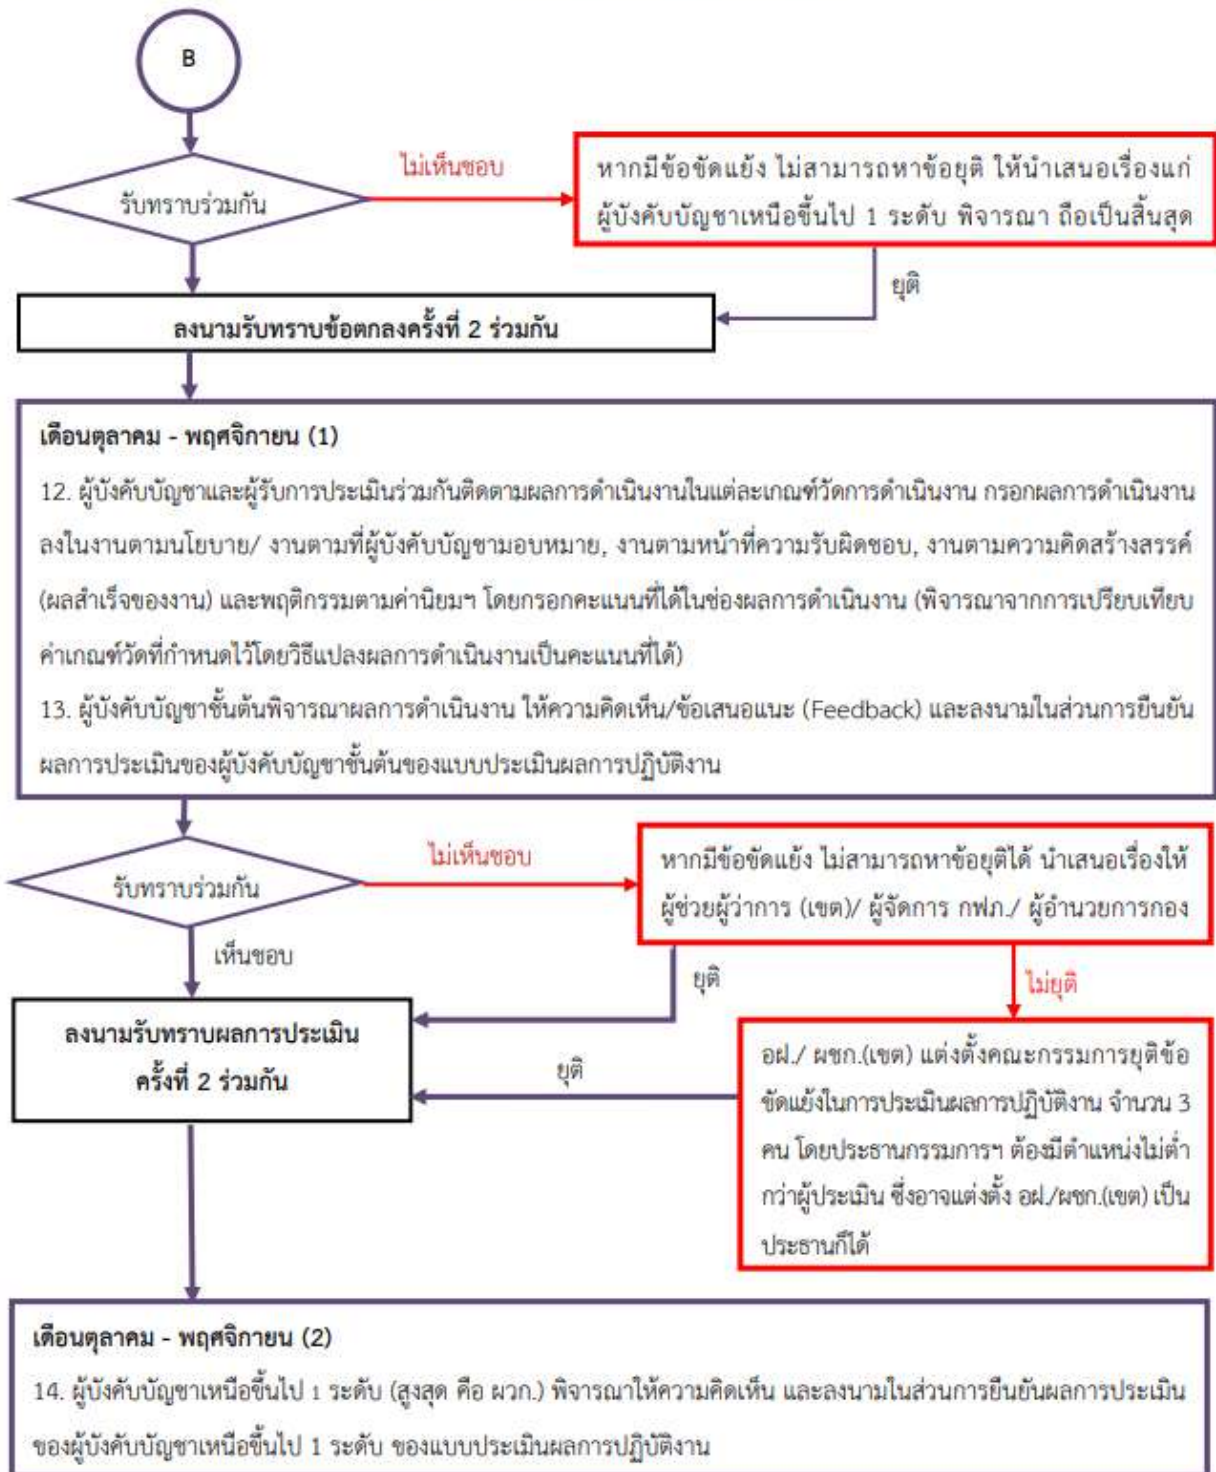 B
ไม่เห็นชอบ
รับทราบร่วมกัน
หากมีข้อขัดแย้ง ไม่สามารถหาข้อยุติ ให้นำเสนอเรื่องแก่
ผู้บังคับบัญชาเหนือขึ้นไป 1 ระดับ พิจารณา ถือเป็นสิ้นสุด
ยุติ
ลงนามรับทราบข้อตกลงครั้งที่ 2 ร่วมกัน
เดือนตุลาคม - พฤศจิกายน (1)
12. ผู้บังคับบัญชาและผู้รับการประเมินร่วมกันติดตามผลการดำเนินงานในแต่ละเกณฑ์วัดการดำเนินงาน กรอกผลการดำเนินงาน
ลงในงานตามนโยบาย/ งานตามที่ผู้บังคับบัญชามอบหมาย, งานตามหน้าที่ความรับผิดชอบ, งานตามความคิดสร้างสรรค์
(ผลสำเร็จของงาน) และพฤติกรรมตามค่านิยมฯ โดยกรอกคะแนนที่ได้ในช่องผลการดำเนินงาน (พิจารณาจากการเปรียบเทียบ
ค่าเกณฑ์วัดที่กำหนดไว้โดยวิธีแปลงผลการดำเนินงานเป็นคะแนนที่ได้)
13. ผู้บังคับบัญชาชั้นต้นพิจารณาผลการดำเนินงาน ให้ความคิดเห็น/ข้อเสนอแนะ (Feedback) และลงนามในส่วนการยืนยัน
ผลการประเมินของผู้บังคับบัญชาชั้นต้นของแบบประเมินผลการปฏิบัติงาน
ไม่เห็นชอบ
รับทราบร่วมกัน
หากมีข้อขัดแย้ง ไม่สามารถหาข้อยุติได้ นำเสนอเรื่องให้
ผู้ช่วยผู้ว่าการ (เขต)/ ผู้จัดการ กฟภ./ ผู้อำนวยการกอง
เห็นชอบ
ยุติ
ไม่ยุติ
ลงนามรับทราบผลการประเมิน
ครั้งที่ 2 ร่วมกัน
ยุติ
อฝ./ ผชก.(เขต) แต่งตั้งคณะกรรมการยุติข้อ
ขัดแย้งในการประเมินผลการปฏิบัติงาน จำนวน 3
คน โดยประธานกรรมการฯ ต้องมีตำแหน่งไม่ต่ำ
กว่าผู้ประเมิน ซึ่งอาจแต่งตั้ง อฝ./ผชก.(เขต) เป็น
ประธานก็ได้
เดือนตุลาคม - พฤศจิกายน (2)
14. ผู้บังคับบัญชาเหนือขึ้นไป 1 ระดับ (สูงสุด คือ ผวก.) พิจารณาให้ความคิดเห็น และลงนามในส่วนการยืนยันผลการประเมิน
ของผู้บังคับบัญชาเหนือขึ้นไป 1 ระดับ ของแบบประเมินผลการปฏิบัติงาน